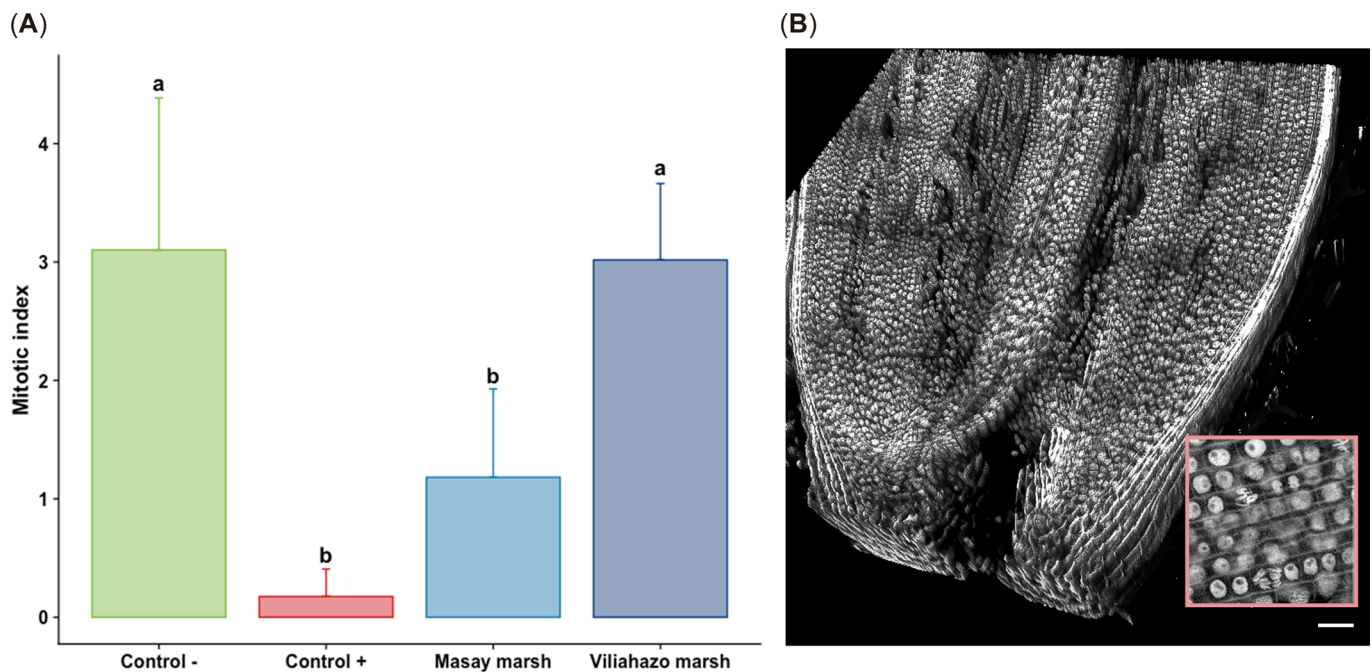 (A)
(B)
Mitotic index
4
3
2
1
0
a
b
b
a
Control -
Control +
Masay marsh
Viliahazo marsh